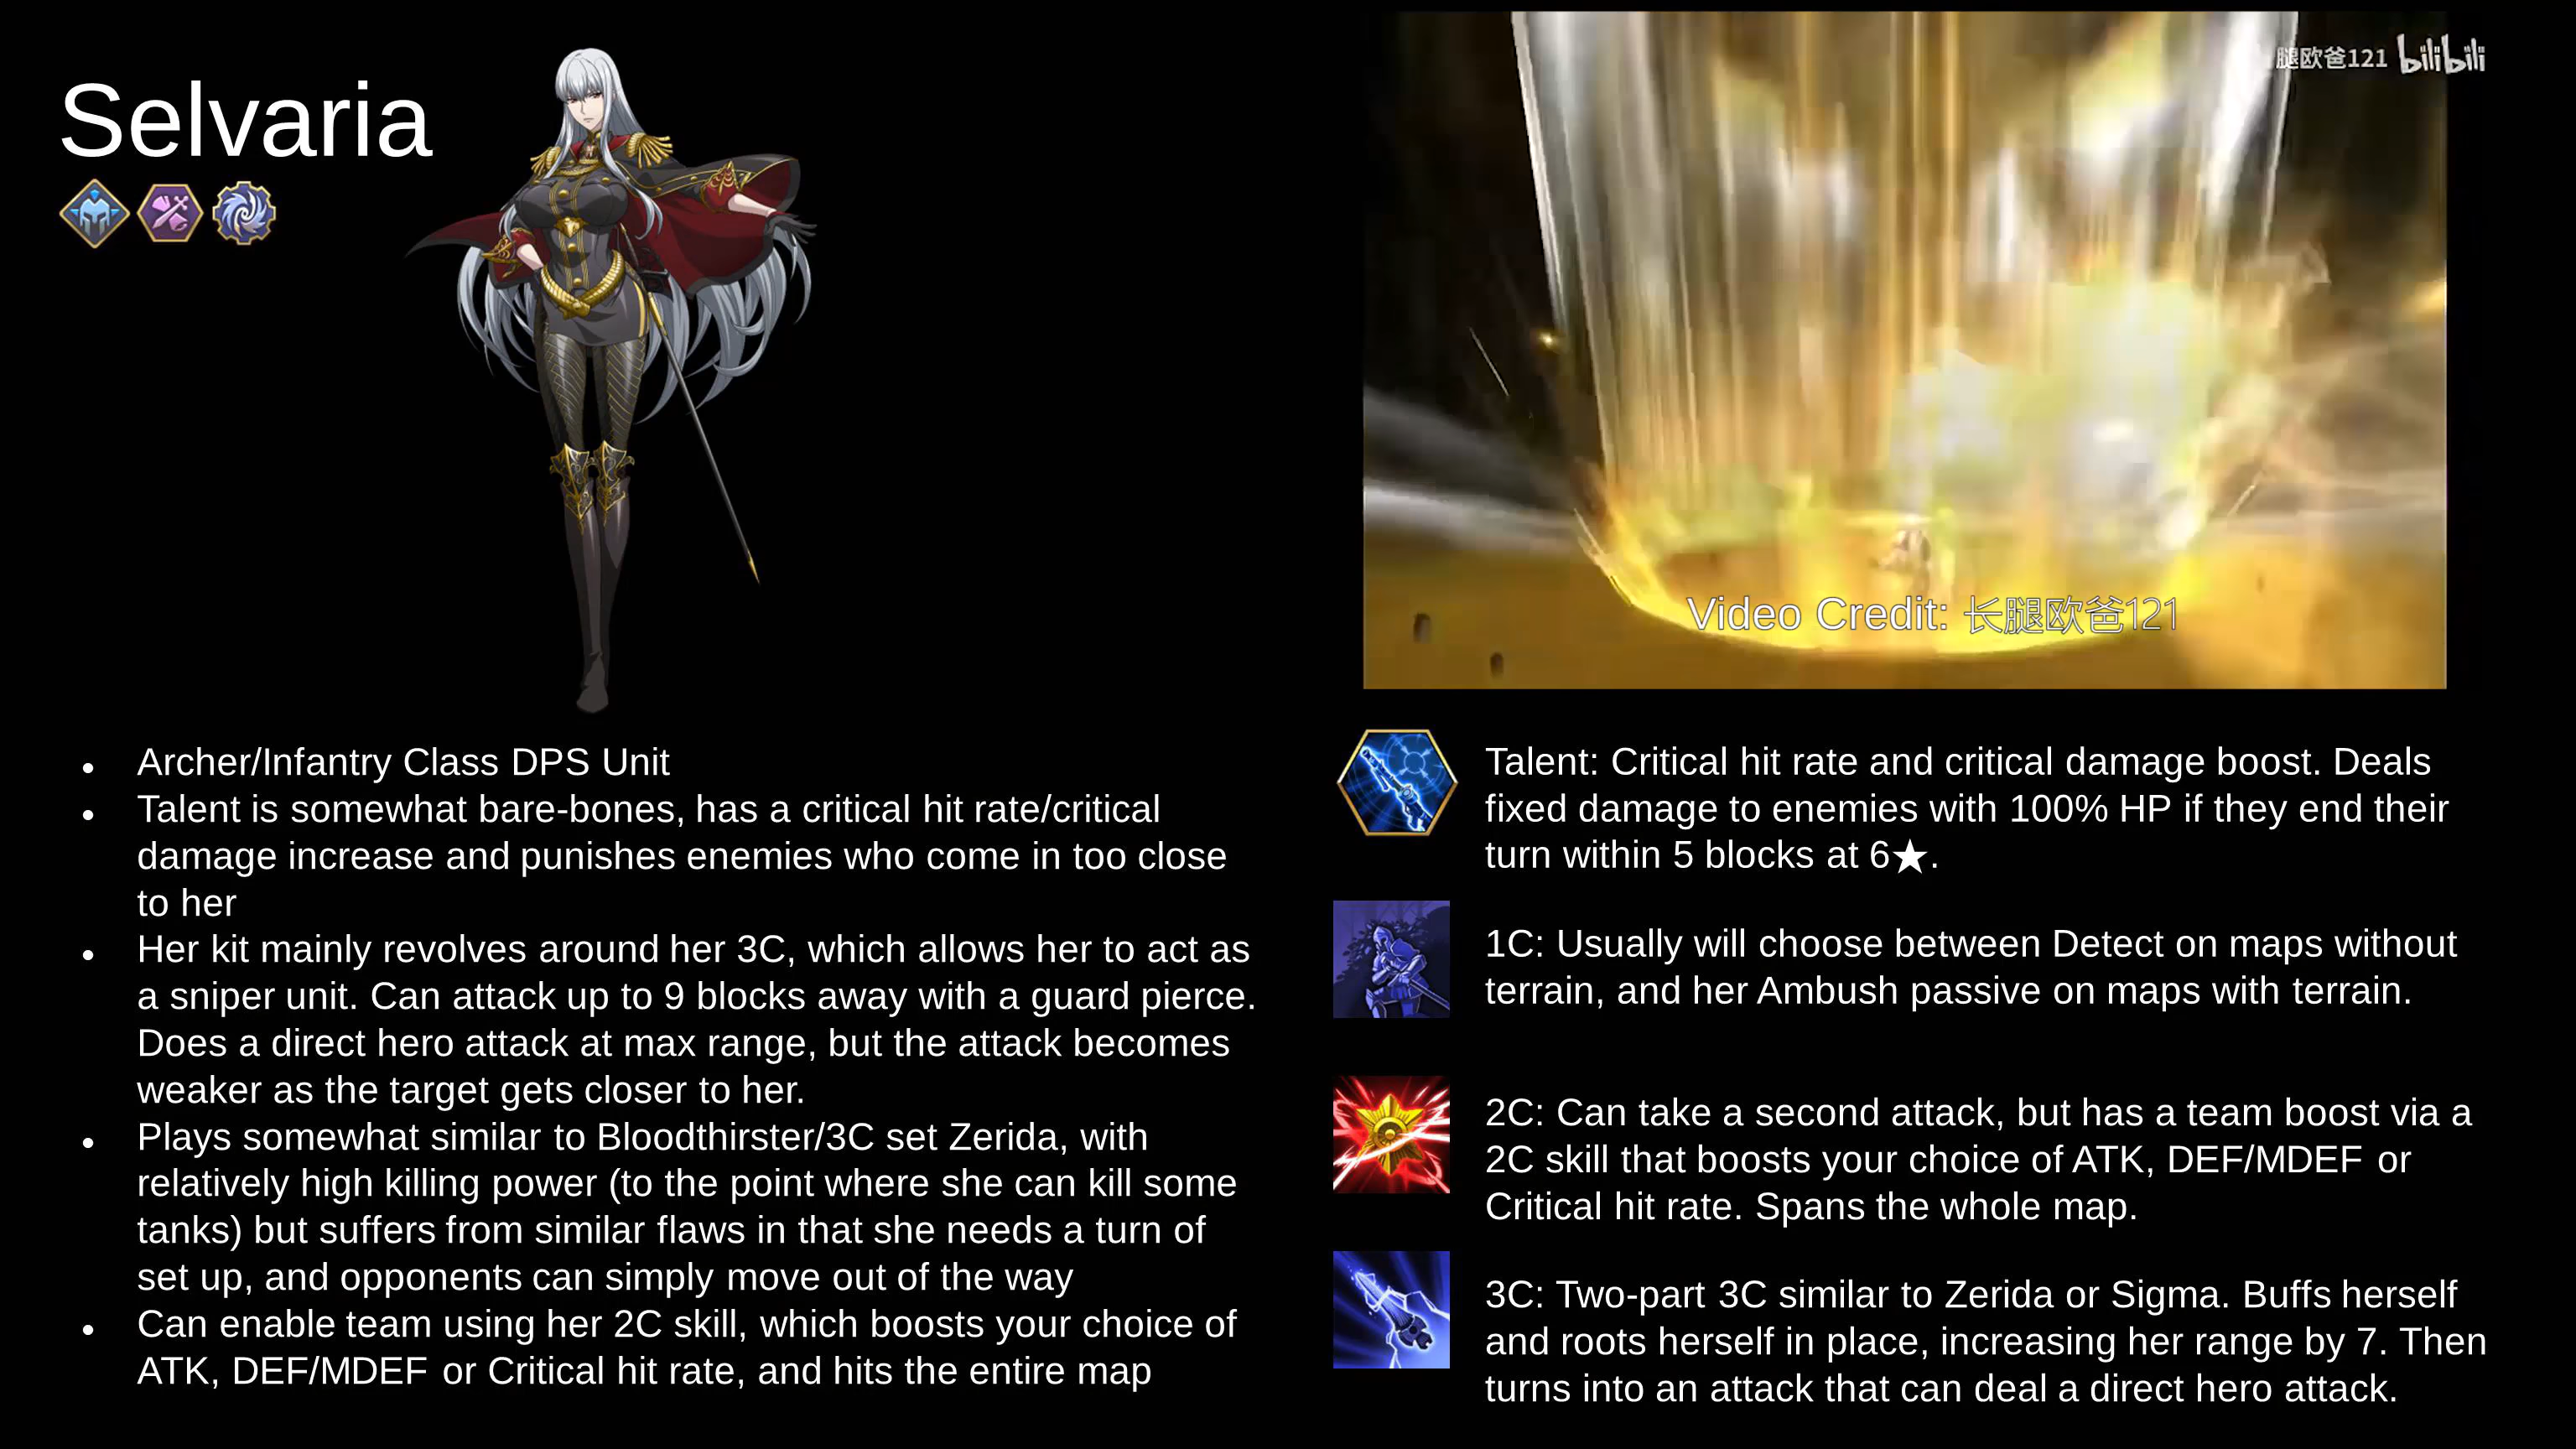 Selvaria
腿欧爸121 bilibili
Video Credit: 长腿欧爸121
Archer/Infantry Class DPS Unit
Talent is somewhat bare-bones, has a critical hit rate/critical
damage increase and punishes enemies who come in too close
to her
Her kit mainly revolves around her 3C, which allows her to act as
a sniper unit. Can attack up to 9 blocks away with a guard pierce.
Does a direct hero attack at max range, but the attack becomes
weaker as the target gets closer to her.
Plays somewhat similar to Bloodthirster/3C set Zerida, with
relatively high killing power (to the point where she can kill some
tanks) but suffers from similar flaws in that she needs a turn of
set up, and opponents can simply move out of the way
Can enable team using her 2C skill, which boosts your choice of
ATK, DEF/MDEF or Critical hit rate, and hits the entire map
Talent: Critical hit rate and critical damage boost. Deals
fixed damage to enemies with 100% HP if they end their
turn within 5 blocks at 6★.
1C: Usually will choose between Detect on maps without
terrain, and her Ambush passive on maps with terrain.
2C: Can take a second attack, but has a team boost via a
2C skill that boosts your choice of ATK, DEF/MDEF or
Critical hit rate. Spans the whole map.
3C: Two-part 3C similar to Zerida or Sigma. Buffs herself
and roots herself in place, increasing her range by 7. Then
turns into an attack that can deal a direct hero attack.